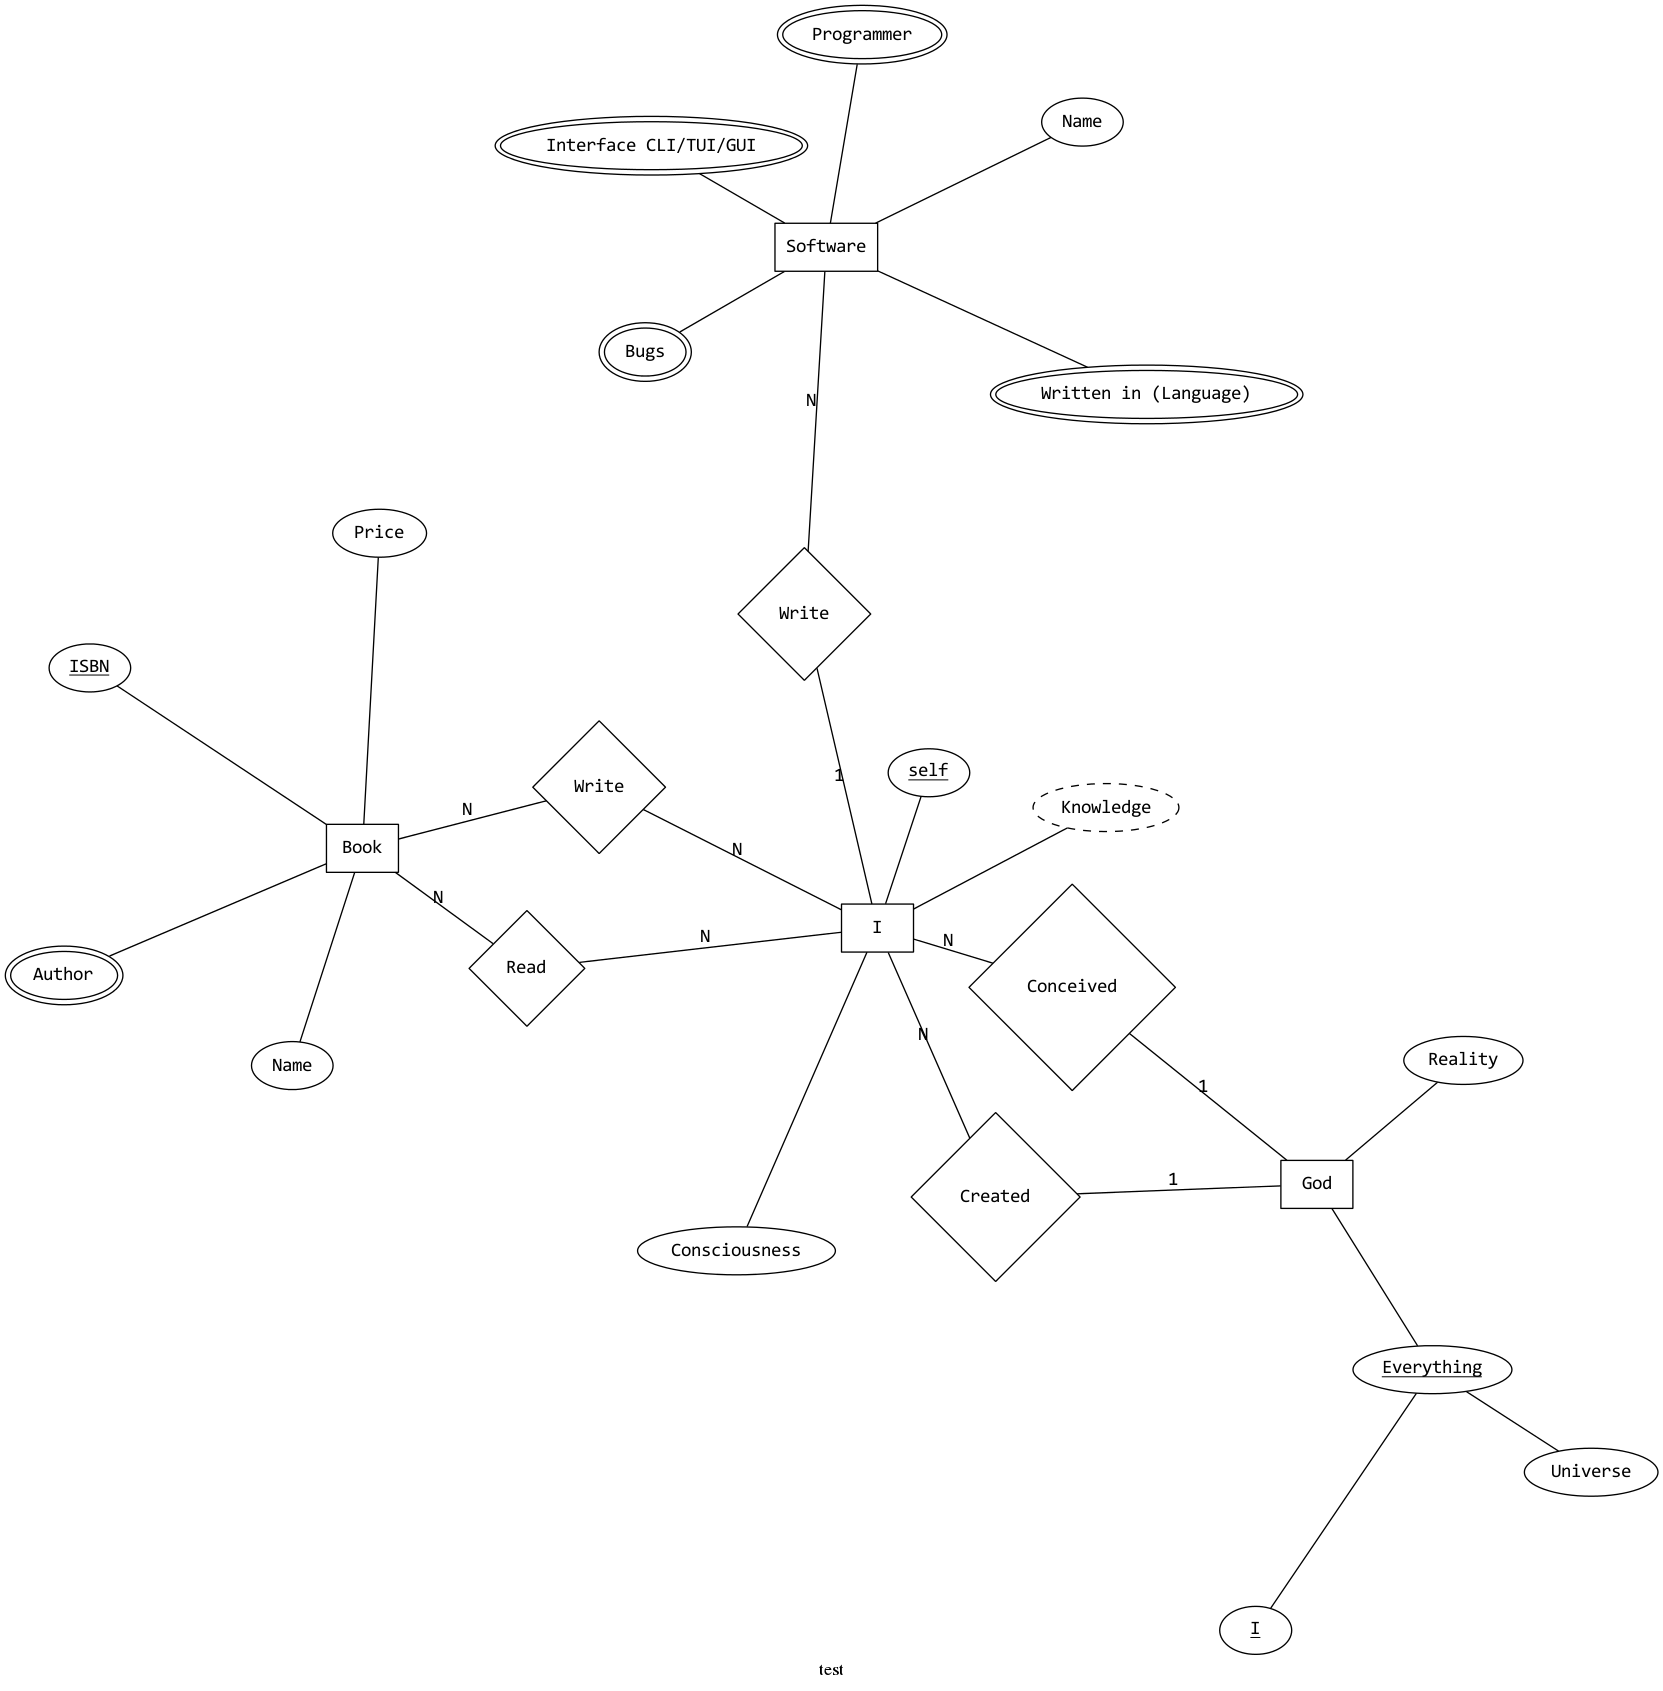 Programmer
Name
Interface CLI/TUI/GUI
Software
Bugs
Written in (Language)
N
Price
Write
ISBN
self
1
Write
Knowledge
N
Book
N
N
I
N
N
Author
Read
Conceived
N
Name
Reality
1
1
God
Created
Consciousness
Everything
Universe
I
test